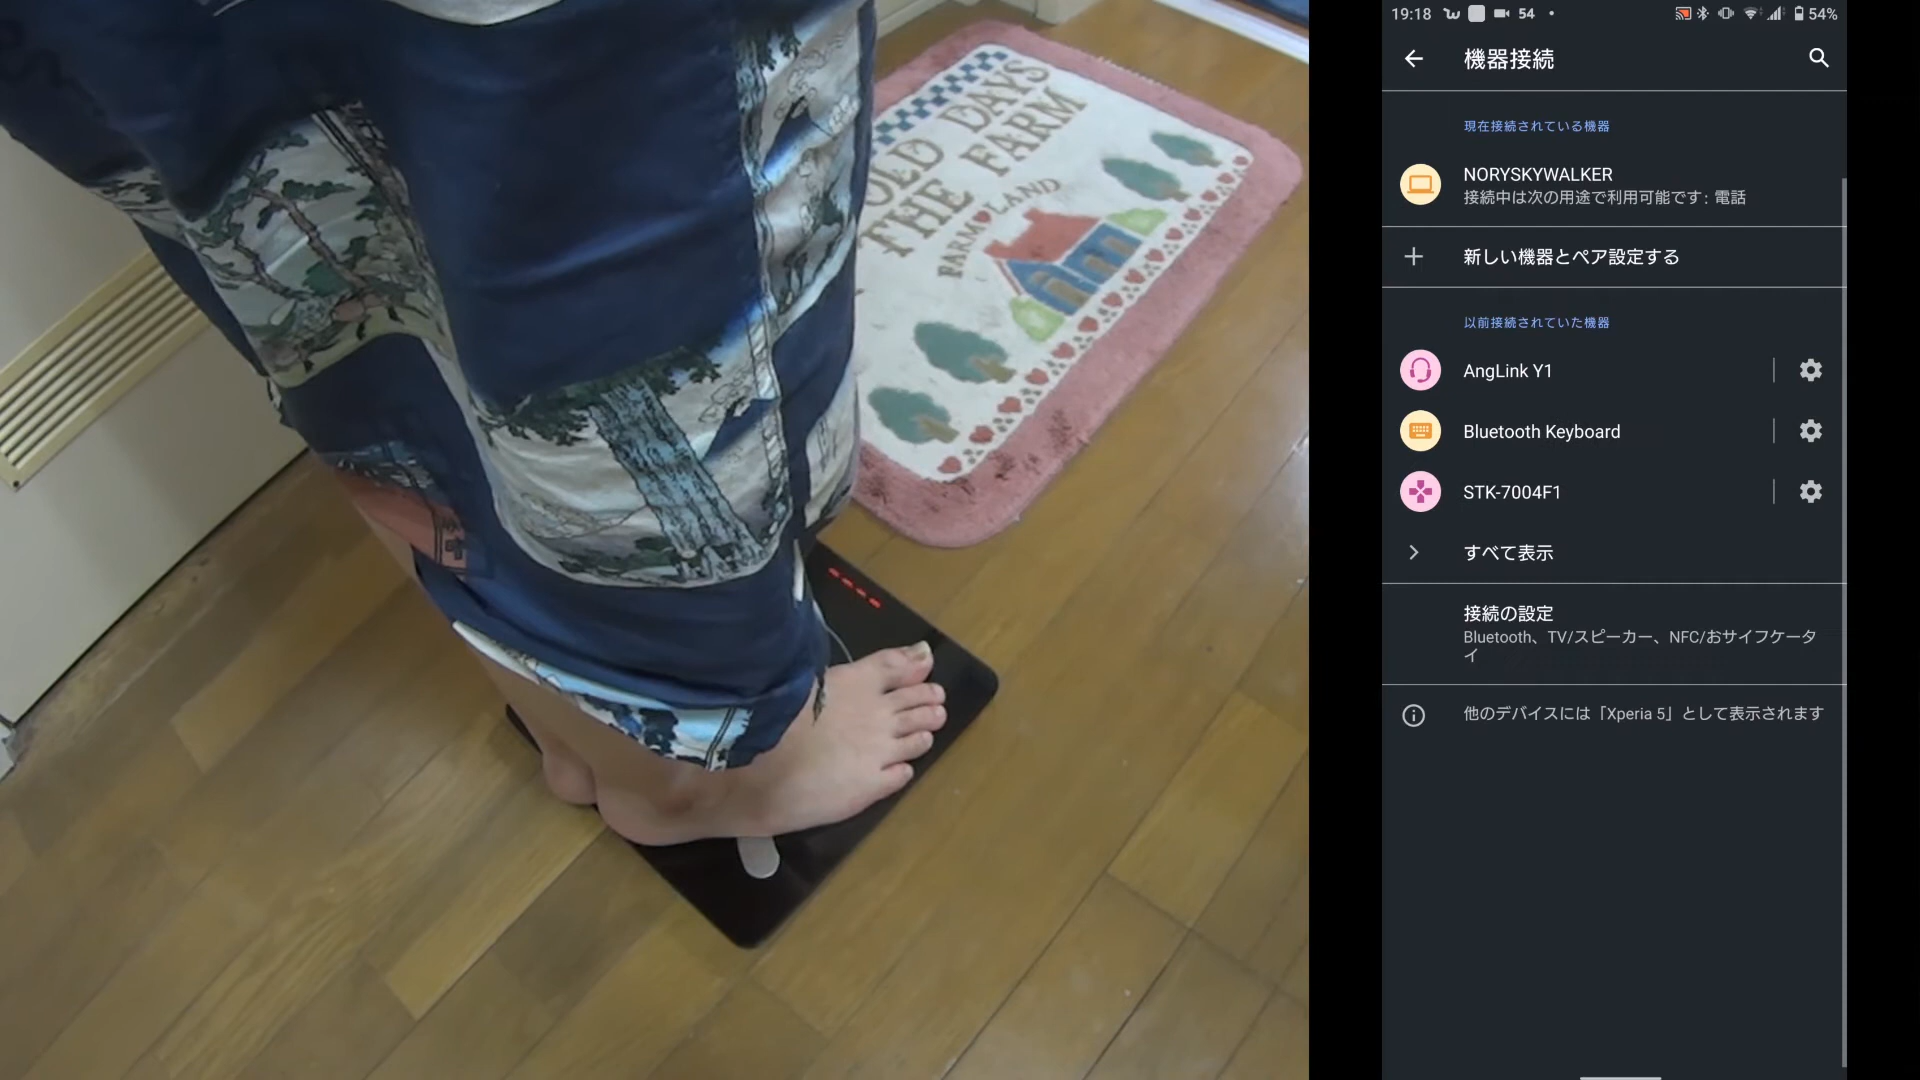 OLD DAYS
THE FARM
FARM LAND
19:18
54
54%
機器接続
現在接続されている機器
NORYSKYWALKER
接続中は次の用途で利用可能です: 電話
新しい機器とペア設定する
以前接続されていた機器
AngLink Y1
Bluetooth Keyboard
STK-7004F1
すべて表示
接続の設定
Bluetooth、TV/スピーカー、NFC/おサイフケータ
イ
他のデバイスには「Xperia 5」として表示されます